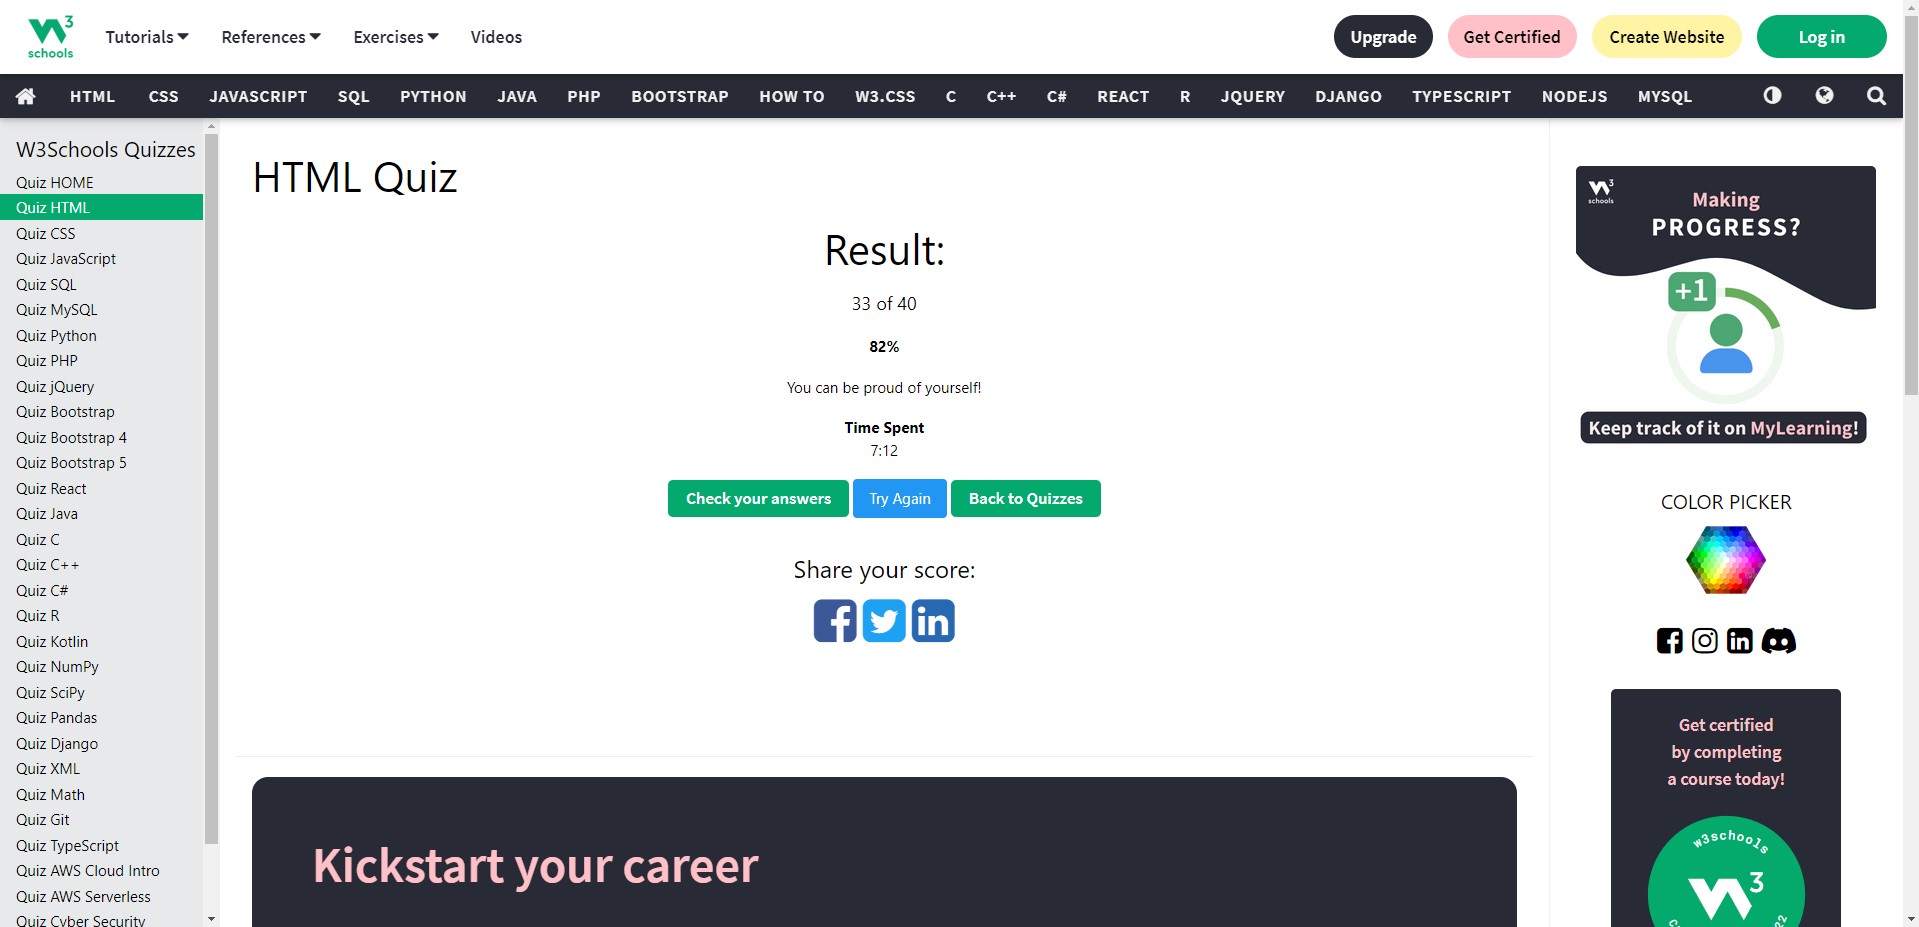 W3
schools
Tutorials
References
Exercises
Videos
Upgrade
Get Certified
Create Website
Log in
HTML
CSS
JAVASCRIPT
SQL
PYTHON
JAVA
PHP
BOOTSTRAP
HOW TO
W3.CSS
C
C++
C#
REACT
R
JQUERY
DJANGO
TYPESCRIPT
NODEJS
MYSQL
W3Schools Quizzes
Quiz HOME
Quiz HTML
Quiz CSS
Quiz JavaScript
Quiz SQL
Quiz MySQL
Quiz Python
Quiz PHP
Quiz jQuery
Quiz Bootstrap
Quiz Bootstrap 4
Quiz Bootstrap 5
Quiz React
Quiz Java
Quiz C
Quiz C++
Quiz C#
Quiz R
Quiz Kotlin
Quiz NumPy
Quiz SciPy
Quiz Pandas
Quiz Django
Quiz XML
Quiz Math
Quiz Git
Quiz TypeScript
Quiz AWS Cloud Intro
Quiz AWS Serverless
Quiz Cyber Security
HTML Quiz
Result:
33 of 40
82%
You can be proud of yourself!
Time Spent
7:12
Check your answers
Try Again
Back to Quizzes
Share your score:
Kickstart your career
W3
schools
Making
PROGRESS?
+1
Keep track of it on MyLearning!
COLOR PICKER
Get certified
by completing
a course today!
w3schools
W3